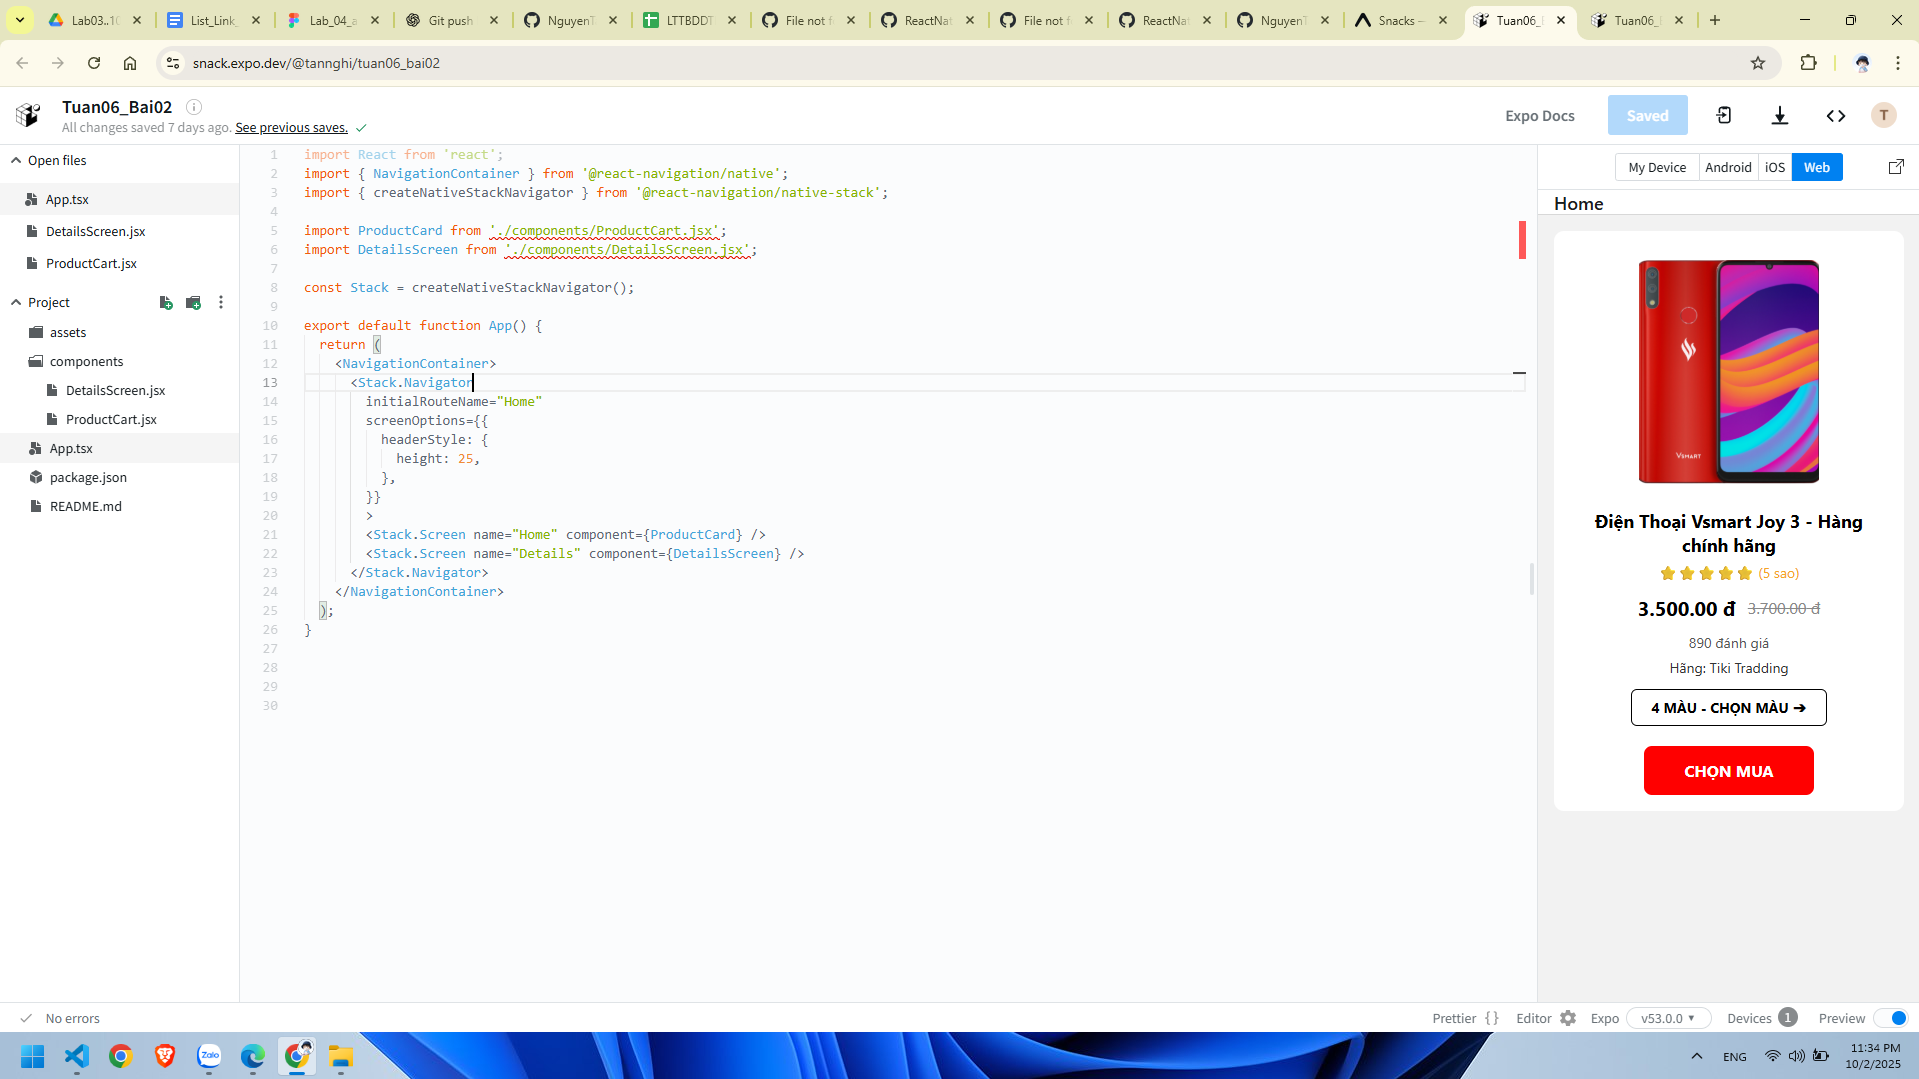 Lab03..10
List_Link_
Lab_04_a
Git push
NguyenT
LTTBDDT
File not f
ReactNat
File not f
ReactNat
NguyenT
Snacks —
Tuan06_B
Tuan06_B
snack.expo.dev/@tannghi/tuan06_bai02
Tuan06_Bai02
All changes saved 7 days ago. See previous saves.
Expo Docs
Saved
T
Open files
App.tsx
DetailsScreen.jsx
ProductCart.jsx
Project
assets
components
DetailsScreen.jsx
ProductCart.jsx
App.tsx
package.json
README.md
1 import React from 'react';
2 import { NavigationContainer } from '@react-navigation/native';
3 import { createNativeStackNavigator } from '@react-navigation/native-stack';
4
5 import ProductCard from './components/ProductCart.jsx';
6 import DetailsScreen from './components/DetailsScreen.jsx';
7
8 const Stack = createNativeStackNavigator();
9
10 export default function App() {
11 return (
12 <NavigationContainer>
13 <Stack.Navigator
14 initialRouteName="Home"
15 screenOptions={{
16 headerStyle: {
17 height: 25,
18 },
19 }}
20 >
21 <Stack.Screen name="Home" component={ProductCard} />
22 <Stack.Screen name="Details" component={DetailsScreen} />
23 </Stack.Navigator>
24 </NavigationContainer>
25 );
26 }
27
28
29
30
My Device Android iOS Web
Home
VSMART
Điện Thoại Vsmart Joy 3 - Hàng
chính hãng
(5 sao)
3.500.00 đ 3.700.00 đ
890 đánh giá
Hãng: Tiki Tradding
4 MÀU - CHỌN MÀU ➔
CHỌN MUA
No errors
Prettier { }
Editor
Expo v53.0.0
Devices 1
Preview
Zalo
ENG
11:34 PM
10/2/2025